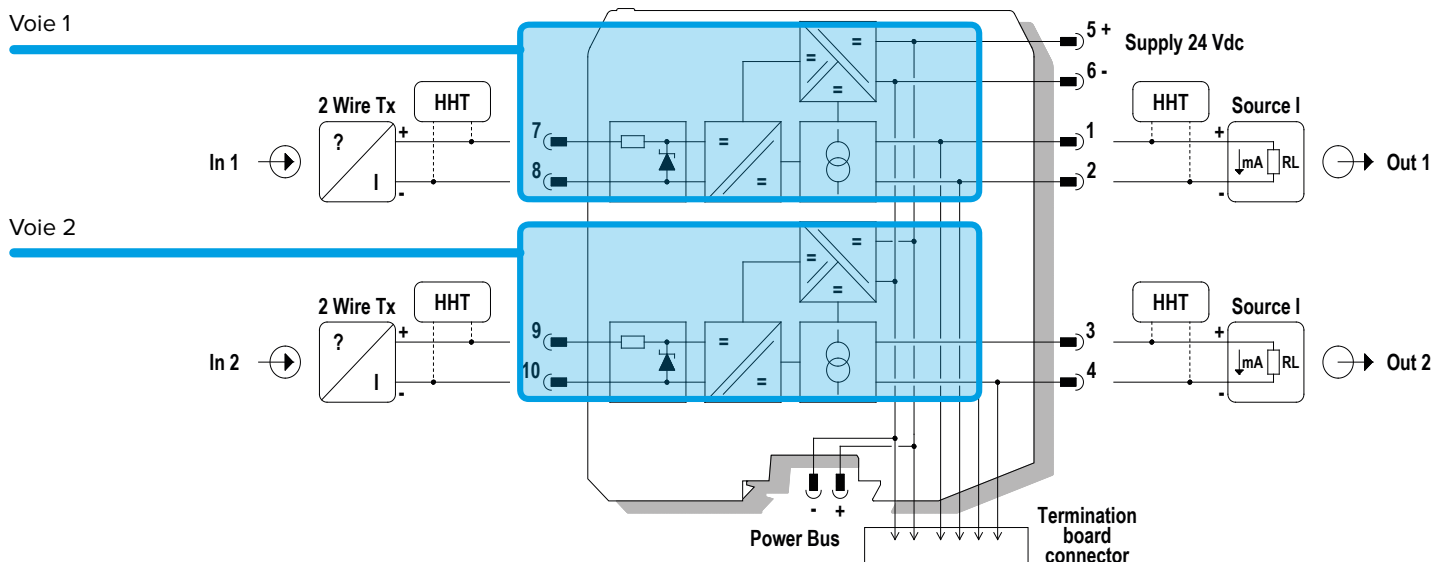 Voie 1
5 +
Supply 24 Vdc
6 -
2 Wire Tx
HHT
HHT
Source I
In 1
?
I
+
-
7
8
=
=
=
=
=
1
2
+
-
mA
RL
Out 1
Voie 2
2 Wire Tx
HHT
HHT
Source I
In 2
?
I
+
-
9
10
=
=
=
=
=
3
4
+
-
mA
RL
Out 2
- +
Power Bus
Termination
board
connector